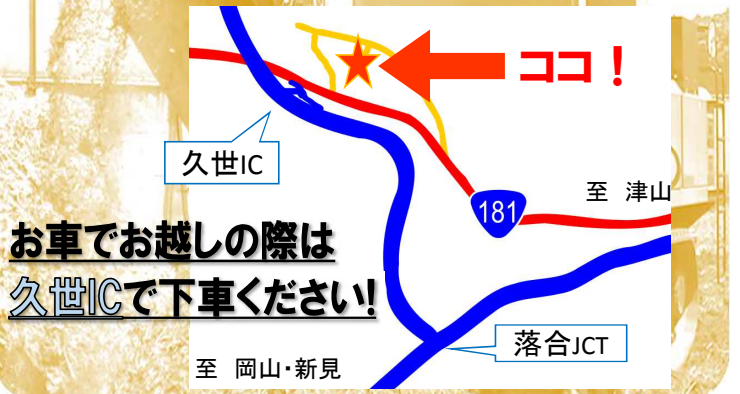 ココ！
久世IC
至 津山
181
お車でお越しの際は
久世ICで下車ください!
落合JCT
至 岡山・新見